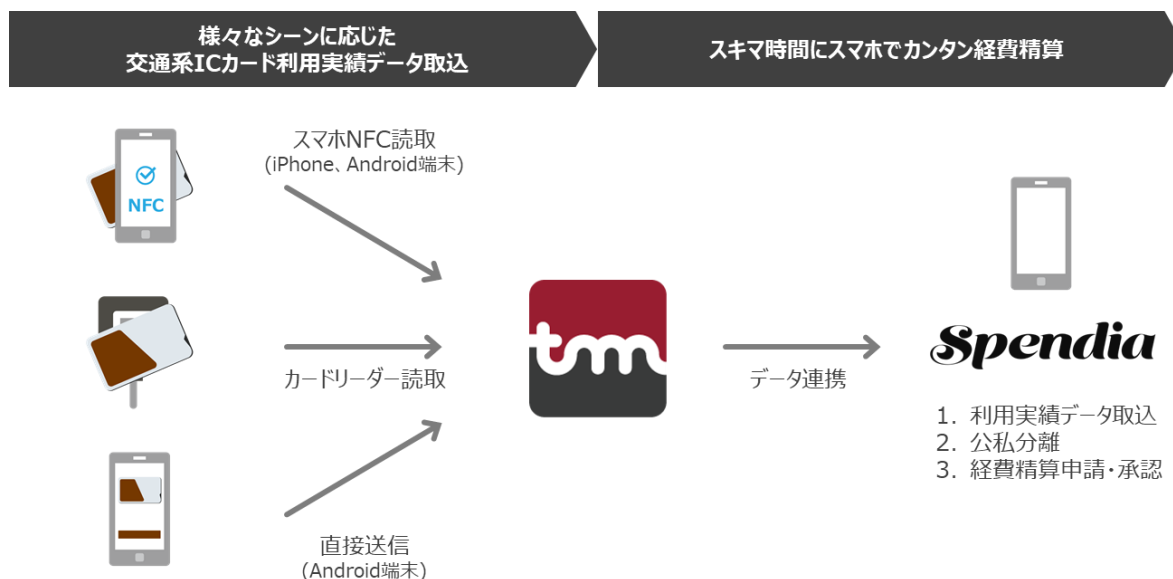 様々なシーンに応じた
交通系ICカード利用実績データ取込
スキマ時間にスマホでカンタン経費精算
スマホNFC読取
(iPhone、Android端末)
NFC
カードリーダー読取
tm
データ連携
Spendia
1. 利用実績データ取込
2. 公私分離
3. 経費精算申請・承認
直接送信
(Android端末)